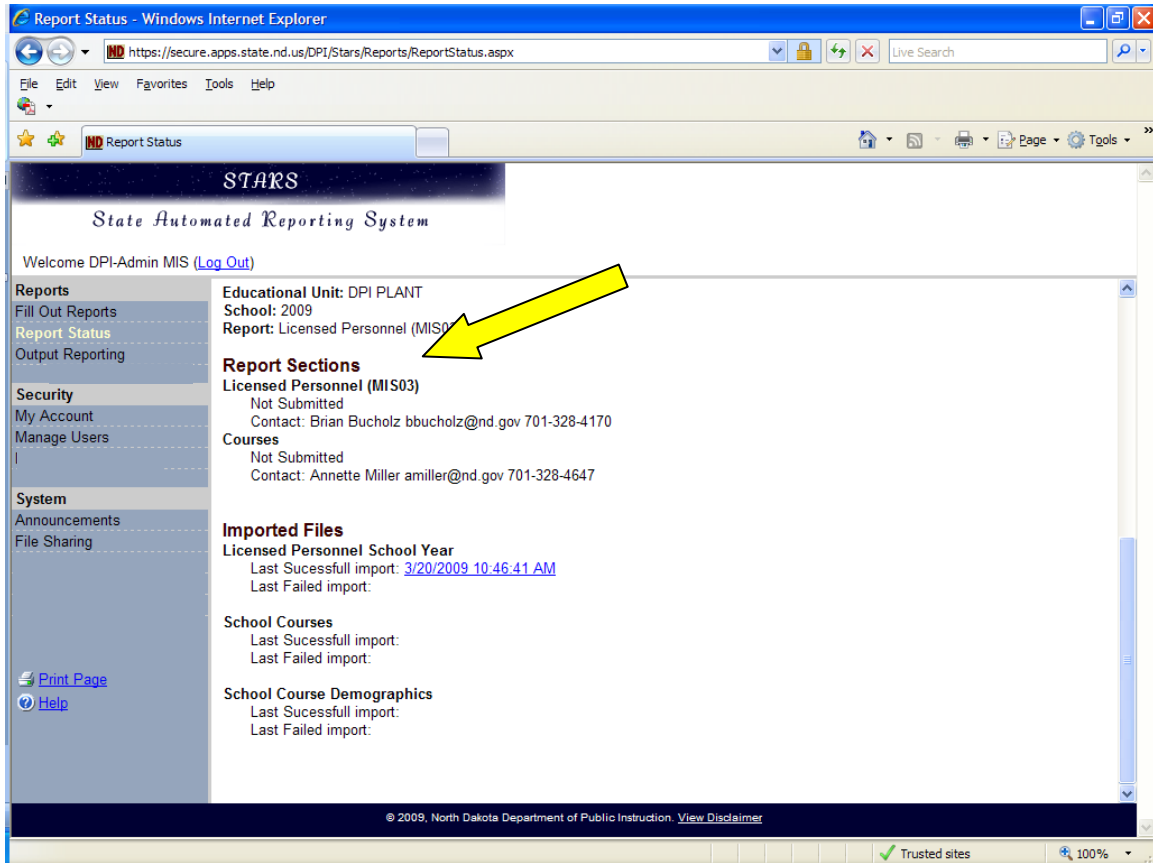 Report Status - Windows Internet Explorer
ND https://secure.apps.state.nd.us/DPI/Stars/Reports/ReportStatus.aspx Live Search
File Edit View Favorites Tools Help
ND Report Status Page Tools
STARS
State Automated Reporting System
Welcome DPI-Admin MIS (Log Out)
Reports
Fill Out Reports
Report Status
Output Reporting
Security
My Account
Manage Users
System
Announcements
File Sharing
Print Page
Help
Educational Unit: DPI PLANT
School: 2009
Report: Licensed Personnel
Report Sections
Licensed Personnel (MIS03)
Not Submitted
Contact: Brian Bucholz bbucholz@nd.gov 701-328-4170
Courses
Not Submitted
Contact: Annette Miller amiller@nd.gov 701-328-4647
Imported Files
Licensed Personnel School Year
Last Sucessfull import: 3/20/2009 10:46:41 AM
Last Failed import:
School Courses
Last Sucessfull import:
Last Failed import:
School Course Demographics
Last Sucessfull import:
Last Failed import:
© 2009, North Dakota Department of Public Instruction. View Disclaimer
Trusted sites 100%